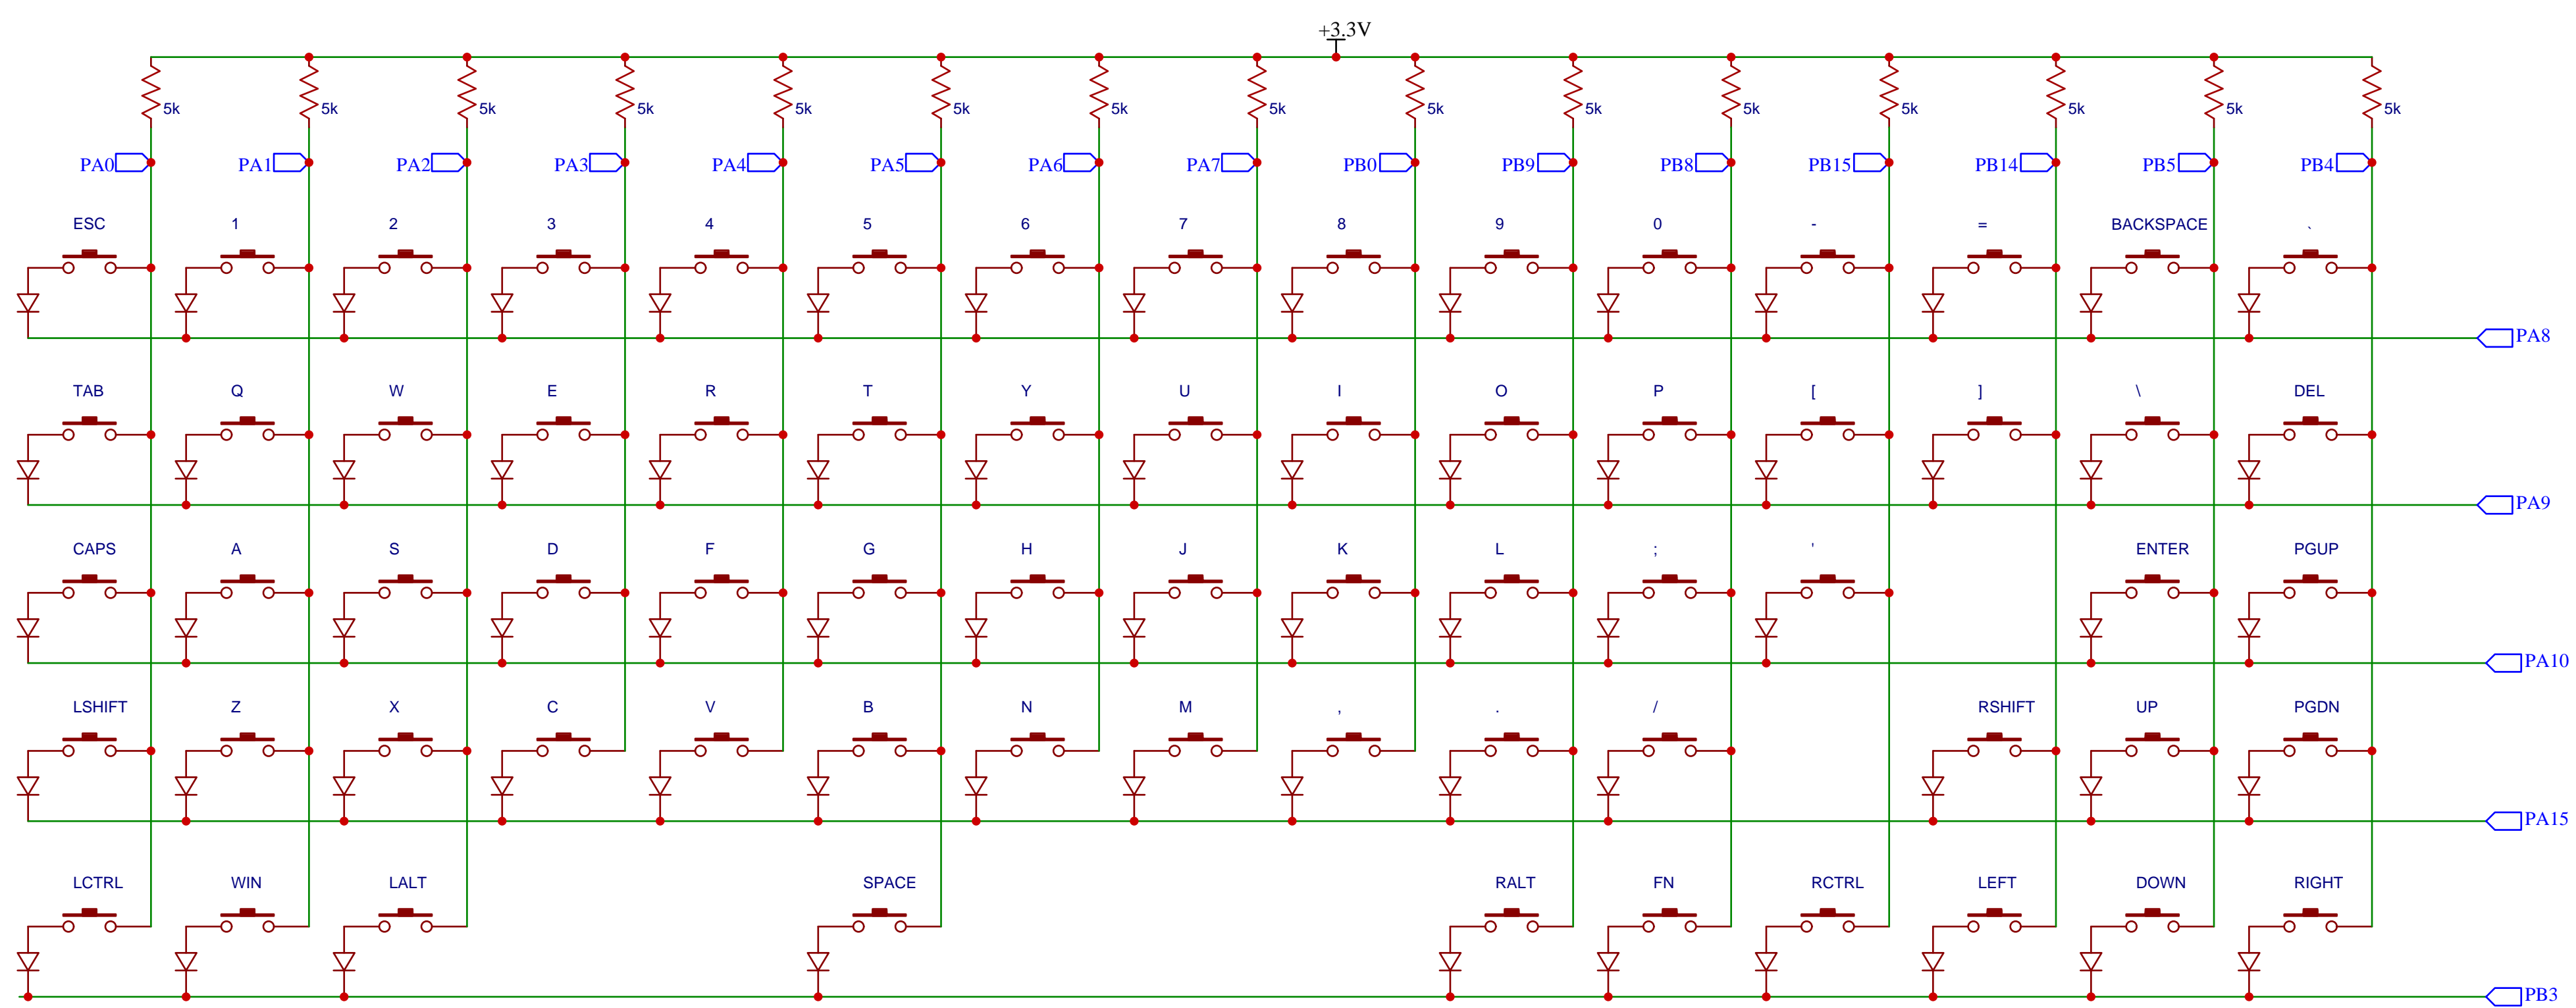 +3.3V
5k 5k 5k 5k 5k 5k 5k 5k 5k 5k 5k 5k 5k 5k 5k
PA0 PA1 PA2 PA3 PA4 PA5 PA6 PA7 PB0 PB9 PB8 PB15 PB14 PB5 PB4
ESC 1 2 3 4 5 6 7 8 9 0 - = BACKSPACE `
PA8
TAB Q W E R T Y U I O P [ ] \ DEL
PA9
CAPS A S D F G H J K L ; ' ENTER PGUP
PA10
LSHIFT Z X C V B N M , . / RSHIFT UP PGDN
PA15
LCTRL WIN LALT SPACE RALT FN RCTRL LEFT DOWN RIGHT
PB3